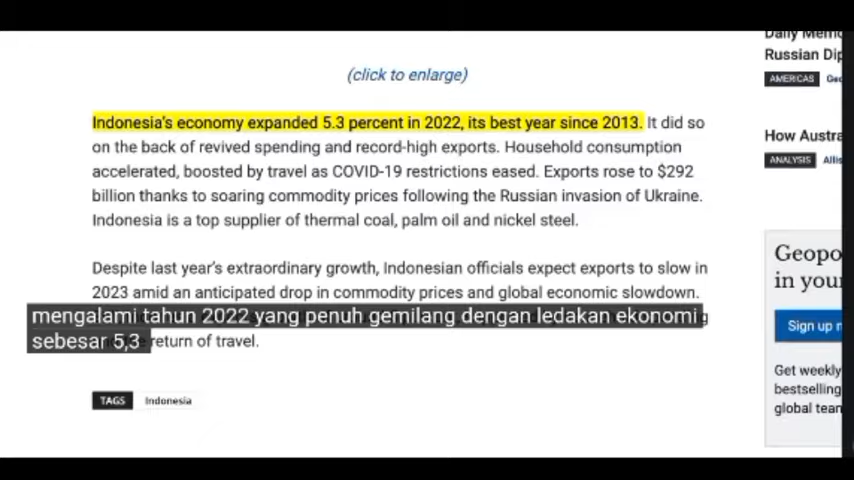 (click to enlarge)
Indonesia's economy expanded 5.3 percent in 2022, its best year since 2013. It did so
on the back of revived spending and record-high exports. Household consumption
accelerated, boosted by travel as COVID-19 restrictions eased. Exports rose to $292
billion thanks to soaring commodity prices following the Russian invasion of Ukraine.
Indonesia is a top supplier of thermal coal, palm oil and nickel steel.
Despite last year's extraordinary growth, Indonesian officials expect exports to slow in
2023 amid an anticipated drop in commodity prices and global economic slowdown.
mengalami tahun 2022 yang penuh gemilang dengan ledakan ekonomi
sebesar 5,3
return of travel.
TAGS Indonesia
Daily Memo
Russian Dip
AMERICAS Geo
How Austra
ANALYSIS Allis
Geopo
in your
Sign up n
Get weekly
bestselling
global team